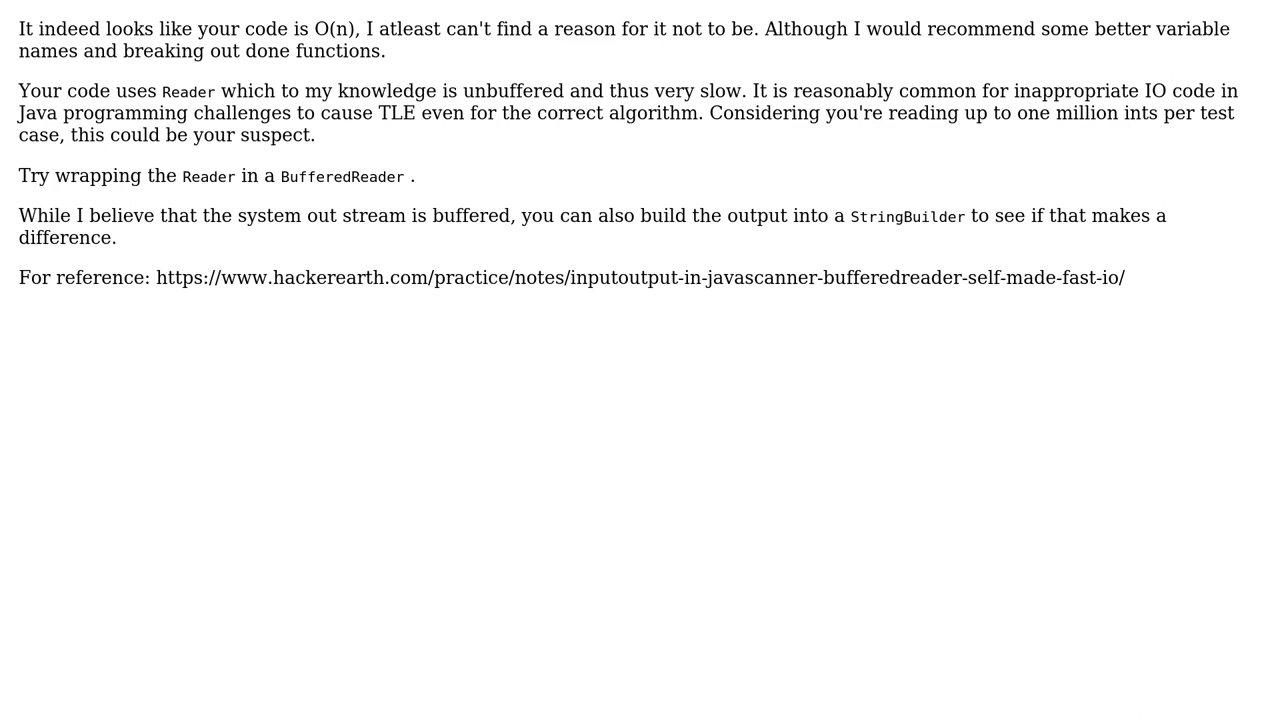 It indeed looks like your code is O(n), I atleast can't find a reason for it not to be. Although I would recommend some better variable
names and breaking out done functions.
Your code uses Reader which to my knowledge is unbuffered and thus very slow. It is reasonably common for inappropriate IO code in
Java programming challenges to cause TLE even for the correct algorithm. Considering you're reading up to one million ints per test
case, this could be your suspect.
Try wrapping the Reader in a BufferedReader .
While I believe that the system out stream is buffered, you can also build the output into a StringBuilder to see if that makes a
difference.
For reference: https://www.hackerearth.com/practice/notes/inputoutput-in-javascanner-bufferedreader-self-made-fast-io/